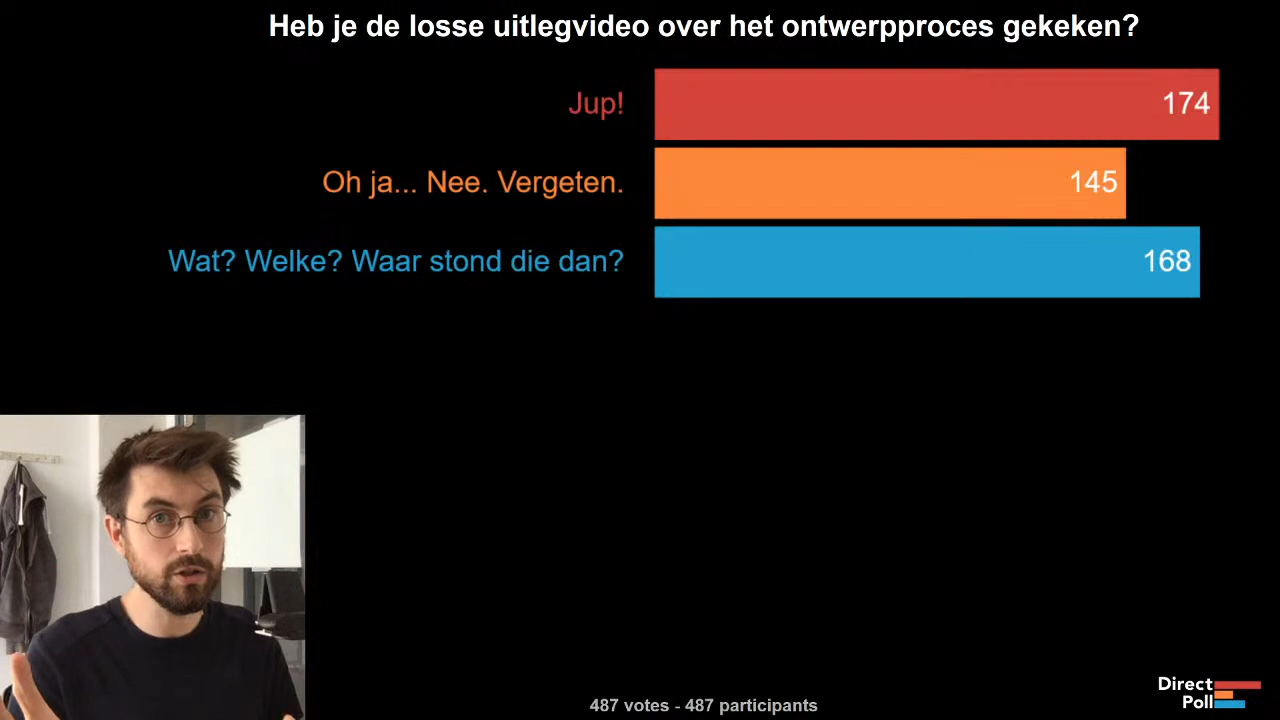 Heb je de losse uitlegvideo over het ontwerpproces gekeken?
Jup! 174
Oh ja... Nee. Vergeten. 145
Wat? Welke? Waar stond die dan? 168
487 votes - 487 participants
Direct
Poll